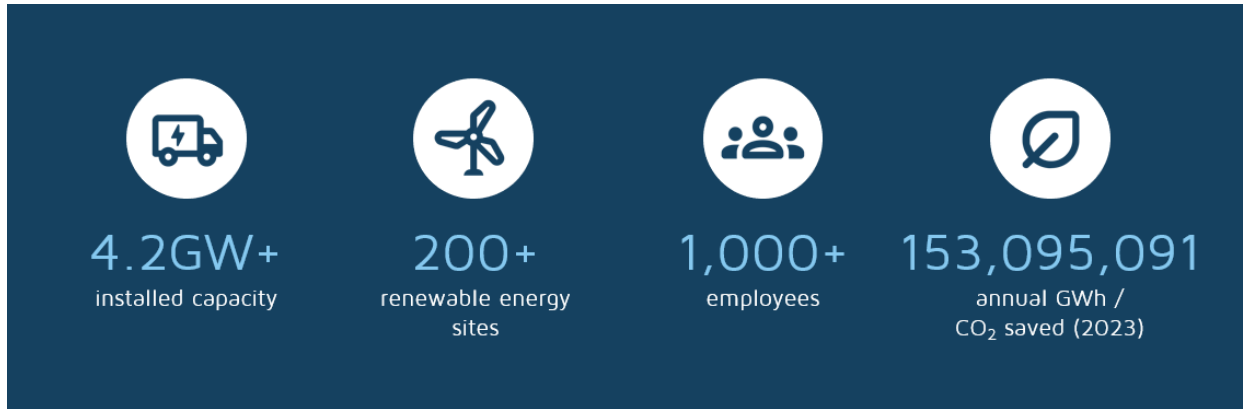 4.2GW+
installed capacity
200+
renewable energy
sites
1,000+
employees
153,095,091
annual GWh /
CO₂ saved (2023)